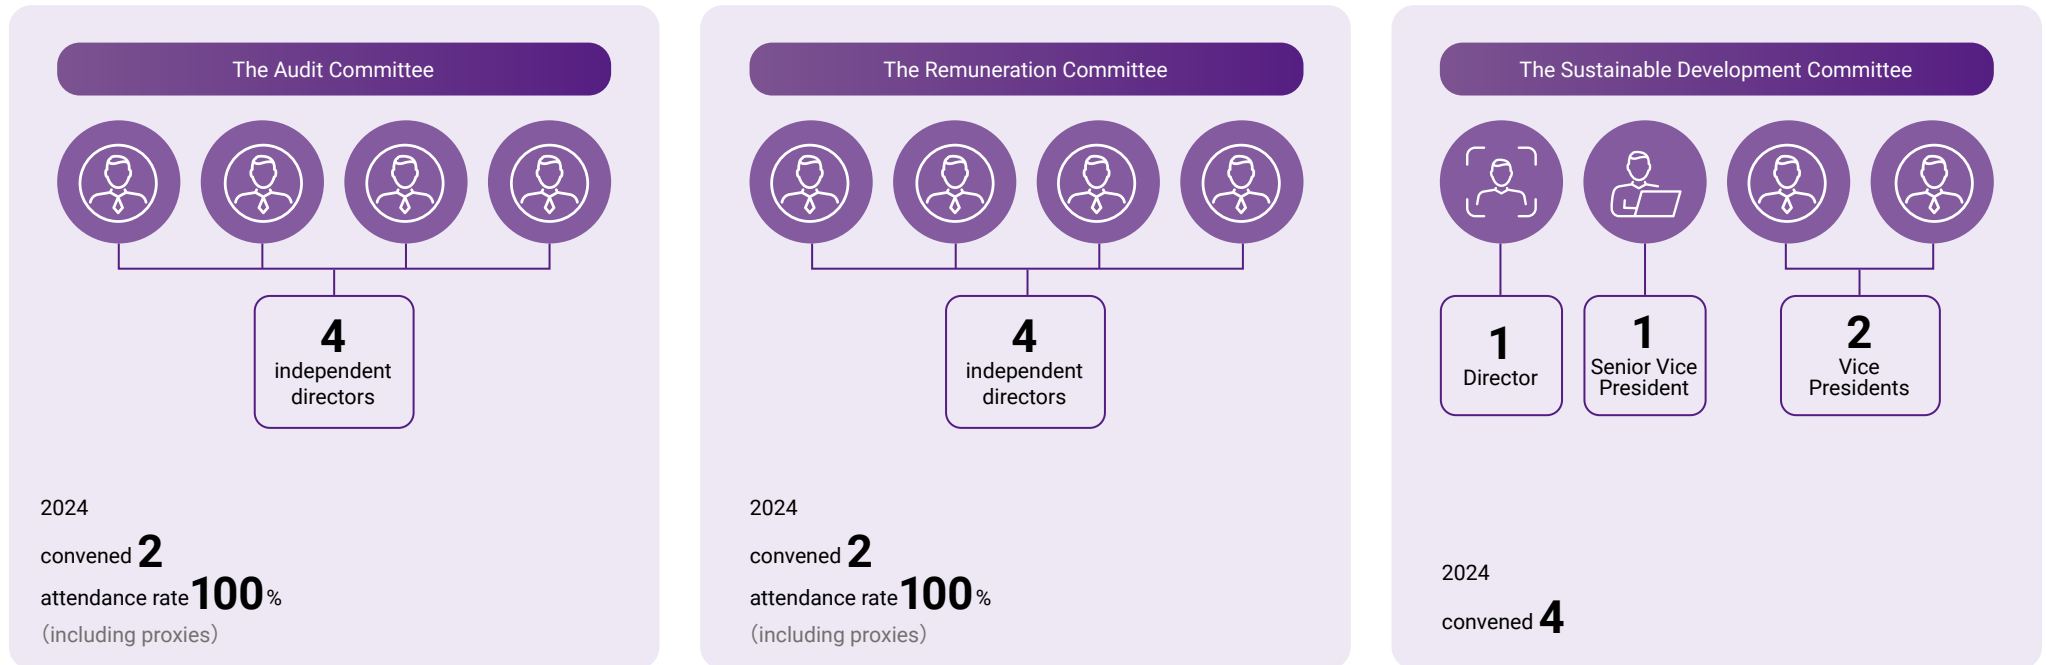 The Audit Committee
4
independent
directors
2024
convened 2
attendance rate 100 %
（including proxies）
The Remuneration Committee
4
independent
directors
2024
convened 2
attendance rate 100 %
（including proxies）
The Sustainable Development Committee
1
Director
1
Senior Vice
President
2
Vice
Presidents
2024
convened 4